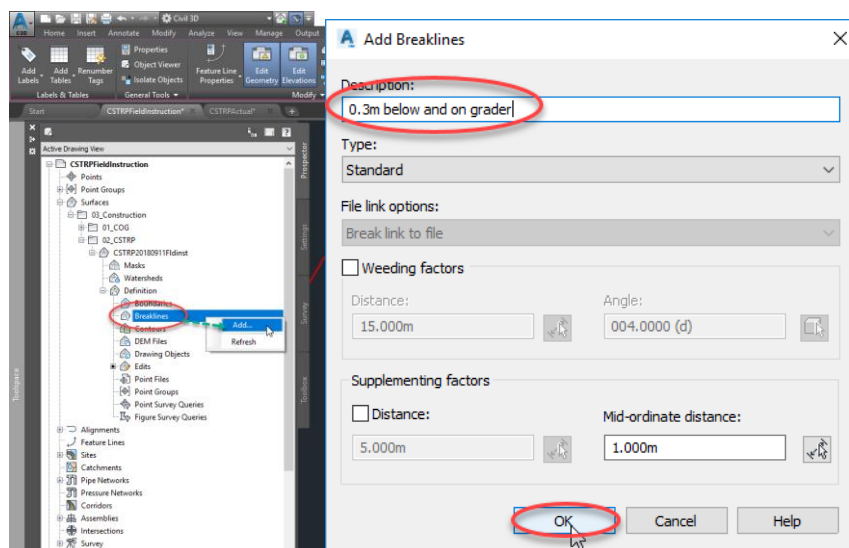 Civil 3D
C3D
Home Insert Annotate Modify Analyze View Manage Output
Add Labels
Add Tables
Renumber Tags
Properties
Object Viewer
Isolate Objects
Feature Line Properties
Edit Geometry
Edit Elevations
Labels & Tables
General Tools
Modify
Start
CSTRPFieldInstruction*
CSTRPActual*
Active Drawing View
CSTRPFieldInstruction
Points
Point Groups
Surfaces
03_Construction
01_COG
02_CSTRP
CSTRP20180911FIdinst
Masks
Watersheds
Definition
Boundaries
Breaklines
Contours
DEM Files
Drawing Objects
Edits
Point Files
Point Groups
Point Survey Queries
Figure Survey Queries
Alignments
Feature Lines
Sites
Catchments
Pipe Networks
Pressure Networks
Corridors
Assemblies
Intersections
Survey
Add...
Refresh
Prospector
Settings
Survey
Toolbox
Toolspace
Add Breaklines
Description:
0.3m below and on grader
Type:
Standard
File link options:
Break link to file
Weeding factors
Distance:
Angle:
15.000m
004.0000 (d)
Supplementing factors
Distance:
Mid-ordinate distance:
5.000m
1.000m
OK
Cancel
Help